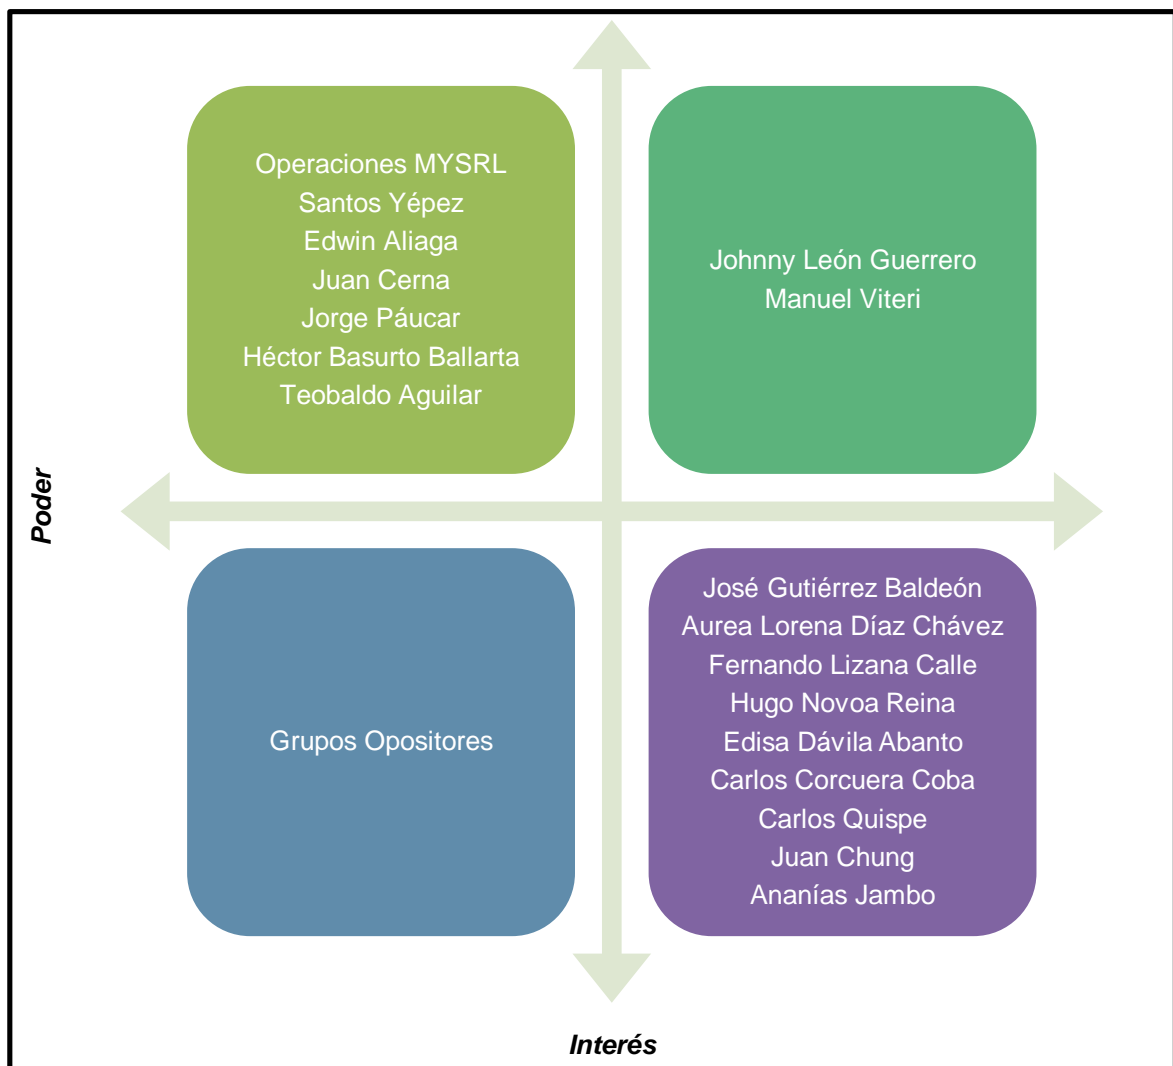 Operaciones MYSRL
Santos Yépez
Edwin Aliaga
Juan Cerna
Jorge Páucar
Héctor Basurto Ballarta
Teobaldo Aguilar
Johnny León Guerrero
Manuel Viteri
Poder
Grupos Opositores
José Gutiérrez Baldeón
Aurea Lorena Díaz Chávez
Fernando Lizana Calle
Hugo Novoa Reina
Edisa Dávila Abanto
Carlos Corcuera Coba
Carlos Quispe
Juan Chung
Ananías Jambo
Interés